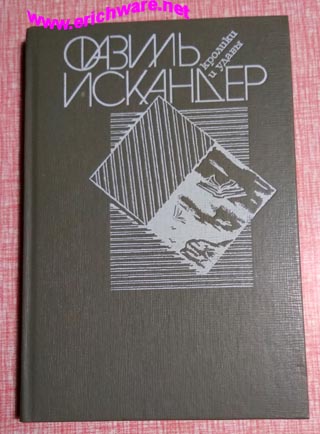 www.erichware.net
ФАЗИЛЬ
ИСКАНДЕР
кролики
и удавы